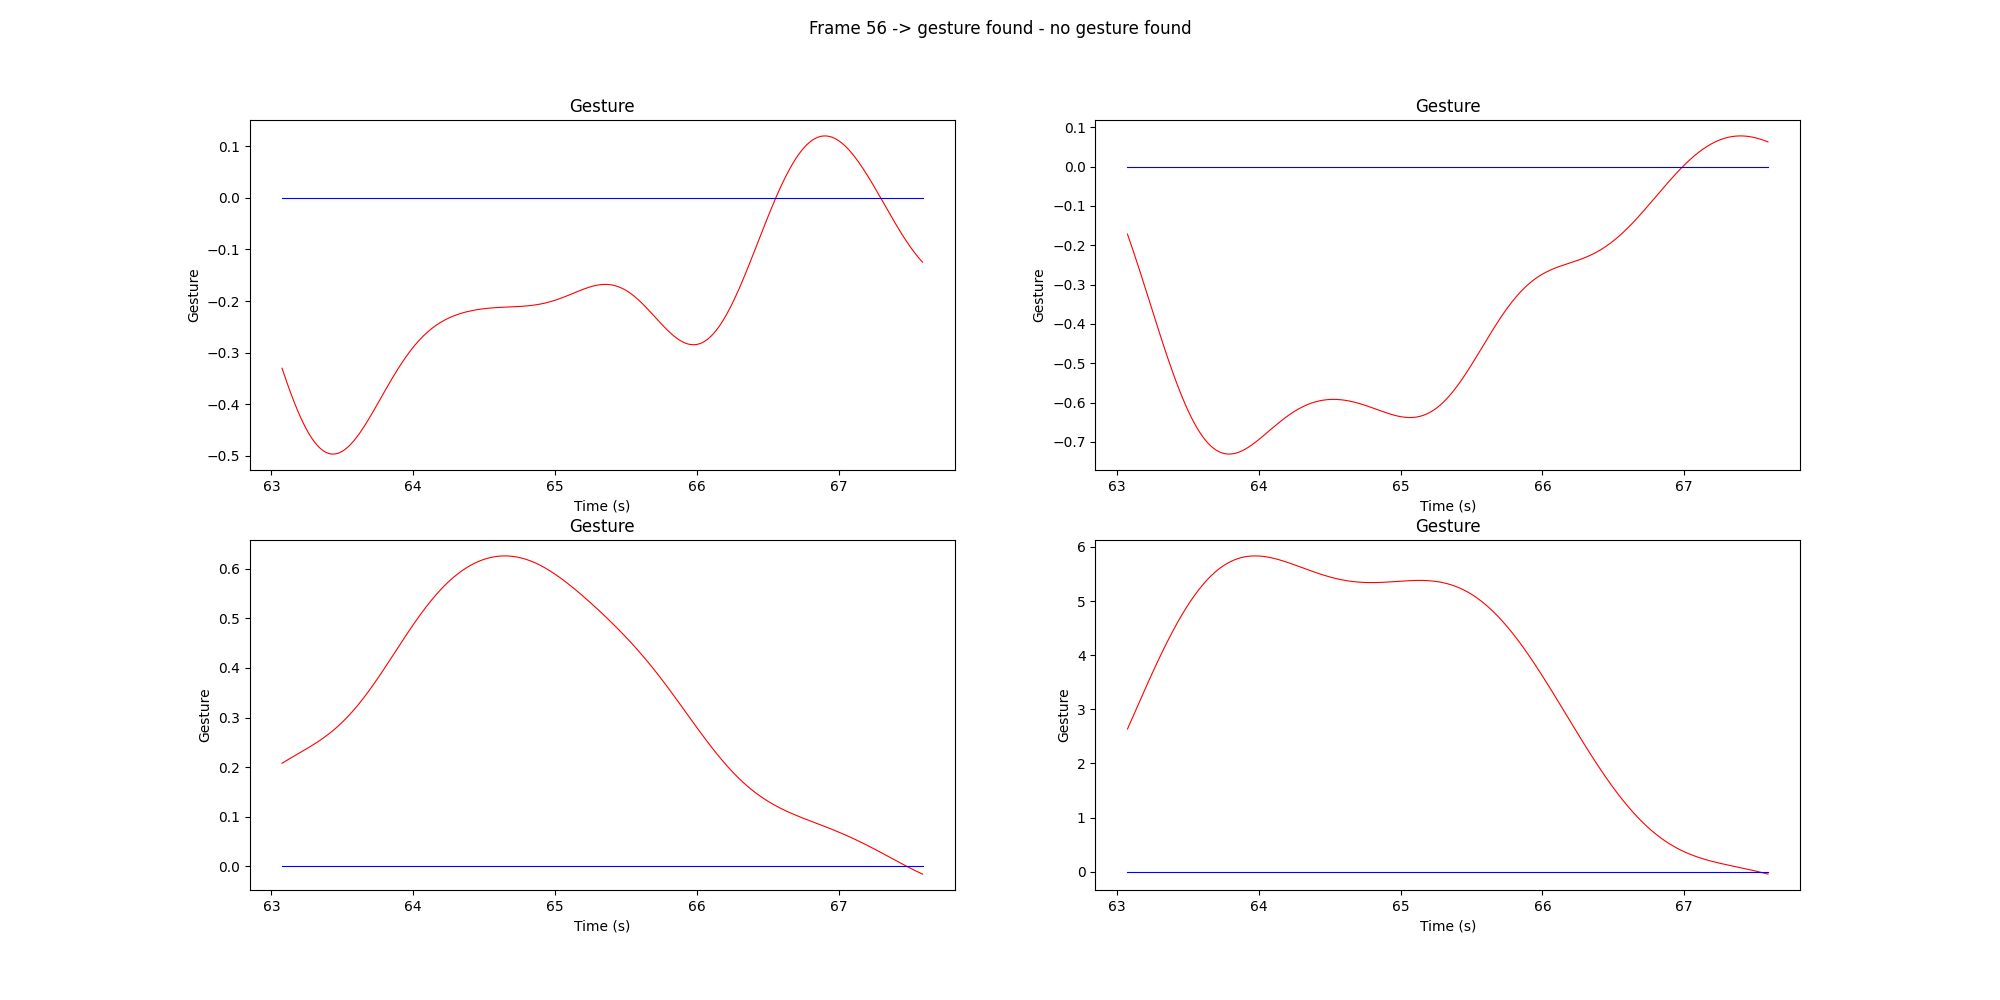 Frame 56 -> gesture found - no gesture found
Gesture
0.1
0.0
−0.1
−0.2
−0.3
−0.4
−0.5
Gesture
63 64 65 66 67
Time (s)
Gesture
0.1
0.0
−0.1
−0.2
−0.3
−0.4
−0.5
−0.6
−0.7
Gesture
63 64 65 66 67
Time (s)
Gesture
0.6
0.5
0.4
0.3
0.2
0.1
0.0
Gesture
63 64 65 66 67
Time (s)
Gesture
6
5
4
3
2
1
0
Gesture
63 64 65 66 67
Time (s)